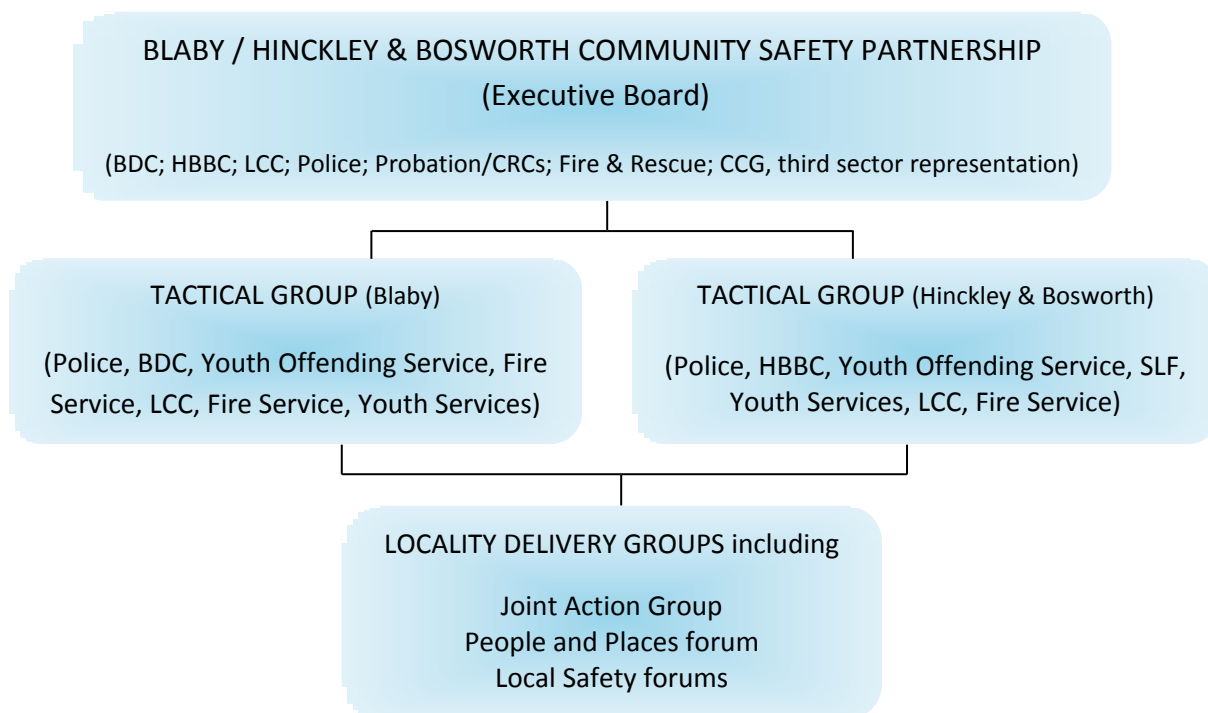 BLABY / HINCKLEY & BOSWORTH COMMUNITY SAFETY PARTNERSHIP
(Executive Board)
(BDC; HBBC; LCC; Police; Probation/CRCs; Fire & Rescue; CCG, third sector representation)
TACTICAL GROUP (Blaby)
(Police, BDC, Youth Offending Service, Fire
Service, LCC, Fire Service, Youth Services)
TACTICAL GROUP (Hinckley & Bosworth)
(Police, HBBC, Youth Offending Service, SLF,
Youth Services, LCC, Fire Service)
LOCALITY DELIVERY GROUPS including
Joint Action Group
People and Places forum
Local Safety forums